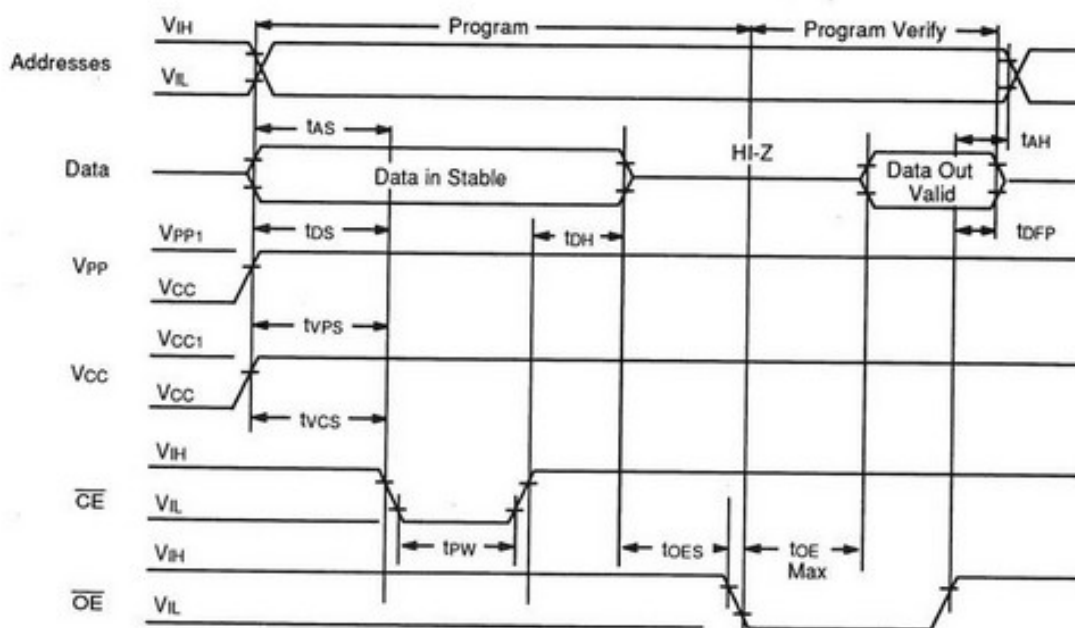 VIH
Program
Program Verify
Addresses
VIL
tAS
tAH
HI-Z
Data
Data in Stable
Data Out
Valid
VPP1
tDS
tDH
tDFP
VPP
VCC
tVPS
VCC1
VCC
VCC
tVCS
VIH
CE
VIL
tPW
tOES
tOE
Max
VIH
OE
VIL